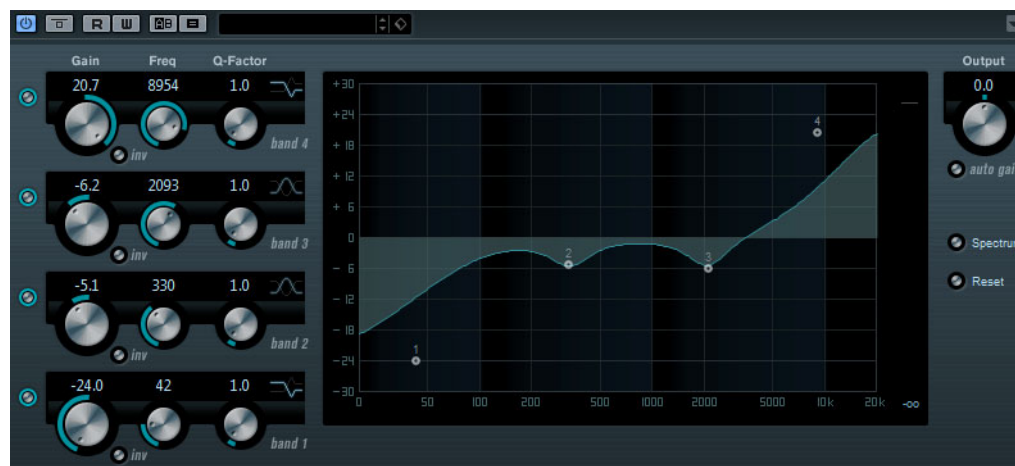 R W AB
Gain Freq Q-Factor
20.7 8954 1.0
inv band 4
-6.2 2093 1.0
inv band 3
-5.1 330 1.0
inv band 2
-24.0 42 1.0
inv band 1
+30
+24
+18
+12
+6
0
-6
-12
-18
-24
-30
1 2 3 4
0 50 100 200 500 1000 2000 5000 10k 20k -∞
Output
0.0
auto gai
Spectru
Reset